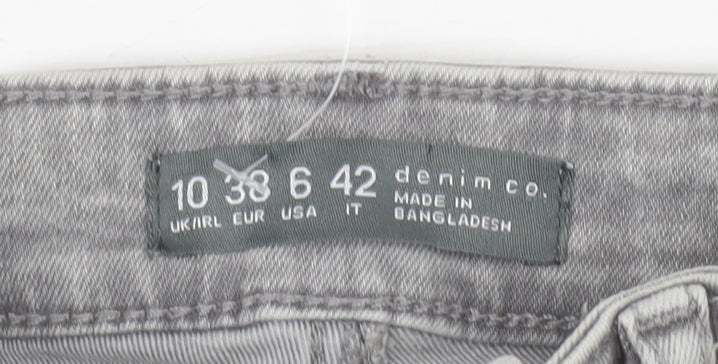 10 38 6 42 denim co.
UK/IRL EUR USA IT MADE IN
BANGLADESH